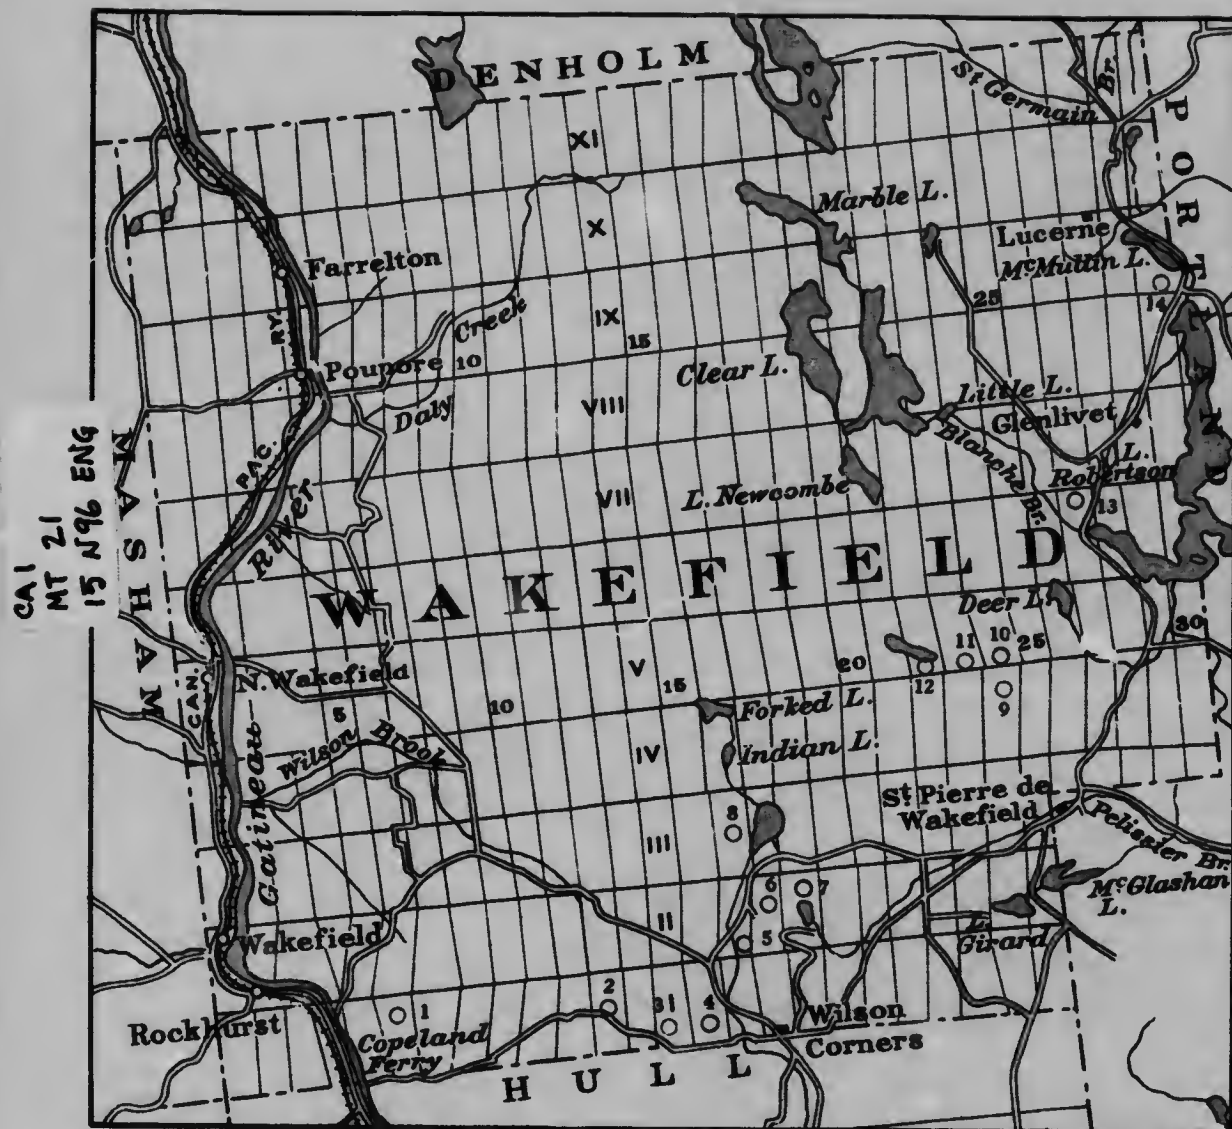 DENHOLM
St Germain
Br.
PORTLAND
XI
Marble L.
X
Lucerne
McMullin L.
Farrelton
14
25
RY.
Creek
IX
15
Poupore
10
Clear L.
Little L.
Daly
VIII
Glenlivet
Blanche Br.
L.
Robertson
PAC.
VII
L. Newcombe
13
River
MASHAM
CA1
MT 21
15 N96 ENG
WAKEFIELD
Deer L.
30
11
10
25
V
20
12
N. Wakefield
15
CAN.
9
5
10
Forked L.
Wilson Brook
IV
Indian L.
St. Pierre de
Wakefield
Pelissier Br.
Gatineau
8
III
6
7
McGlashan
L.
II
L.
Girard
Wakefield
5
2
1
3
4
Rockhurst
Copeland
Ferry
Wilson
Corners
HULL